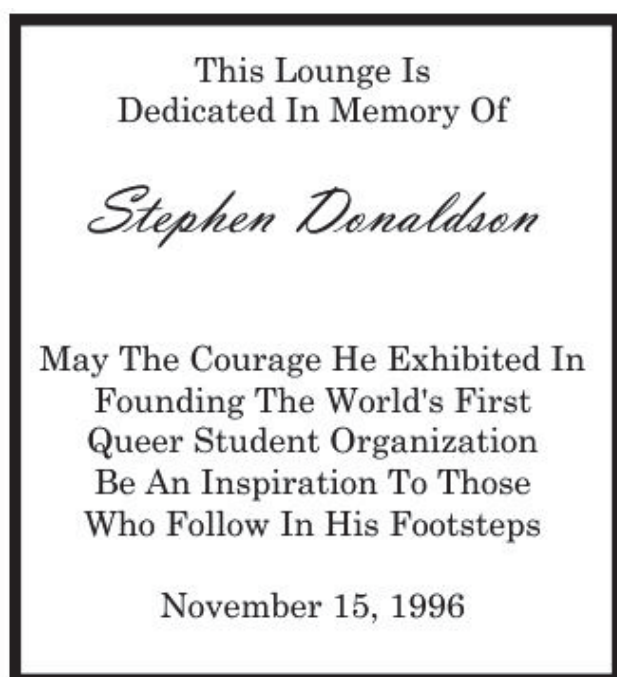 This Lounge Is
Dedicated In Memory Of
Stephen Donaldson
May The Courage He Exhibited In
Founding The World's First
Queer Student Organization
Be An Inspiration To Those
Who Follow In His Footsteps
November 15, 1996